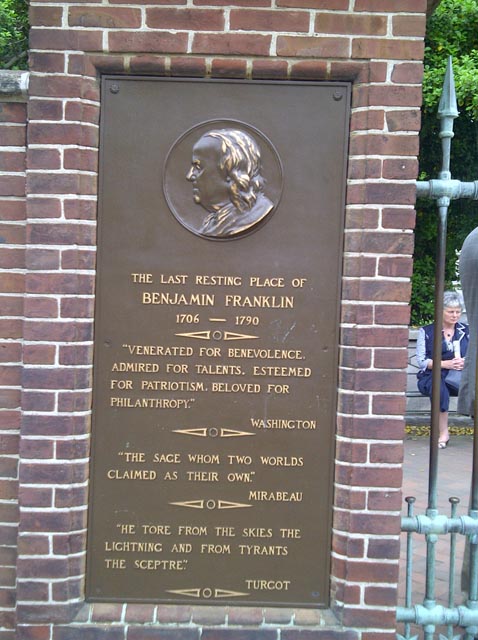 THE LAST RESTING PLACE OF
BENJAMIN FRANKLIN
1706 — 1790
"VENERATED FOR BENEVOLENCE,
ADMIRED FOR TALENTS, ESTEEMED
FOR PATRIOTISM, BELOVED FOR
PHILANTHROPY."
WASHINGTON
"THE SAGE WHOM TWO WORLDS
CLAIMED AS THEIR OWN."
MIRABEAU
"HE TORE FROM THE SKIES THE
LIGHTNING AND FROM TYRANTS
THE SCEPTRE."
TURGOT